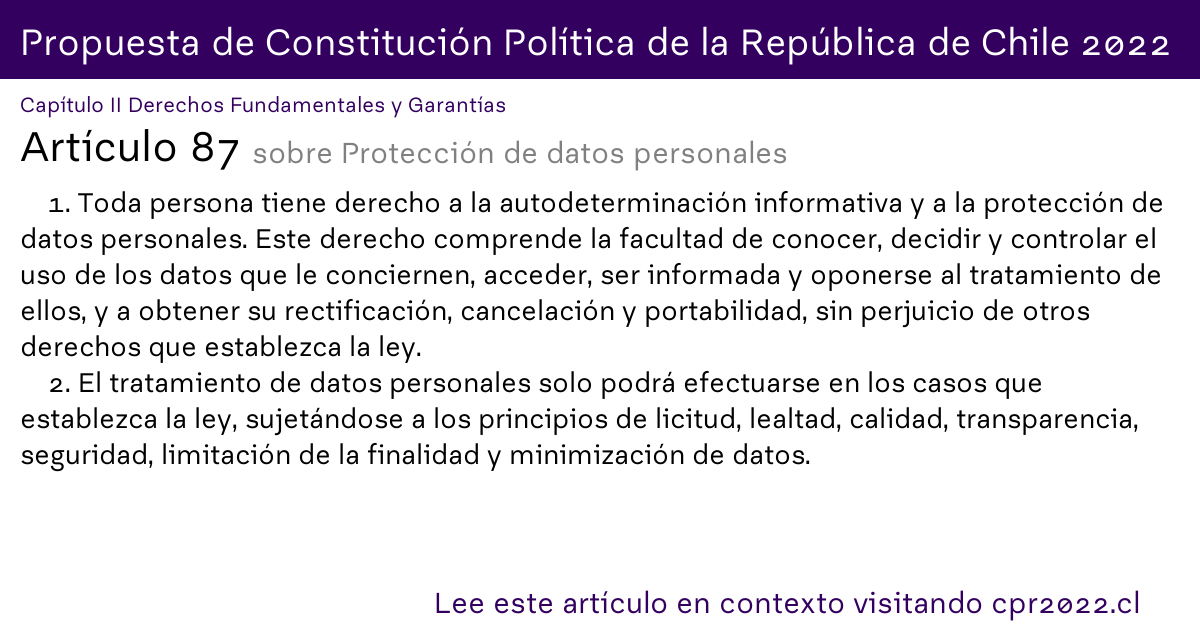 Propuesta de Constitución Política de la República de Chile 2022
Capítulo II Derechos Fundamentales y Garantías
Artículo 87 sobre Protección de datos personales
1. Toda persona tiene derecho a la autodeterminación informativa y a la protección de
datos personales. Este derecho comprende la facultad de conocer, decidir y controlar el
uso de los datos que le conciernen, acceder, ser informada y oponerse al tratamiento de
ellos, y a obtener su rectificación, cancelación y portabilidad, sin perjuicio de otros
derechos que establezca la ley.
2. El tratamiento de datos personales solo podrá efectuarse en los casos que
establezca la ley, sujetándose a los principios de licitud, lealtad, calidad, transparencia,
seguridad, limitación de la finalidad y minimización de datos.
Lee este artículo en contexto visitando cpr2022.cl